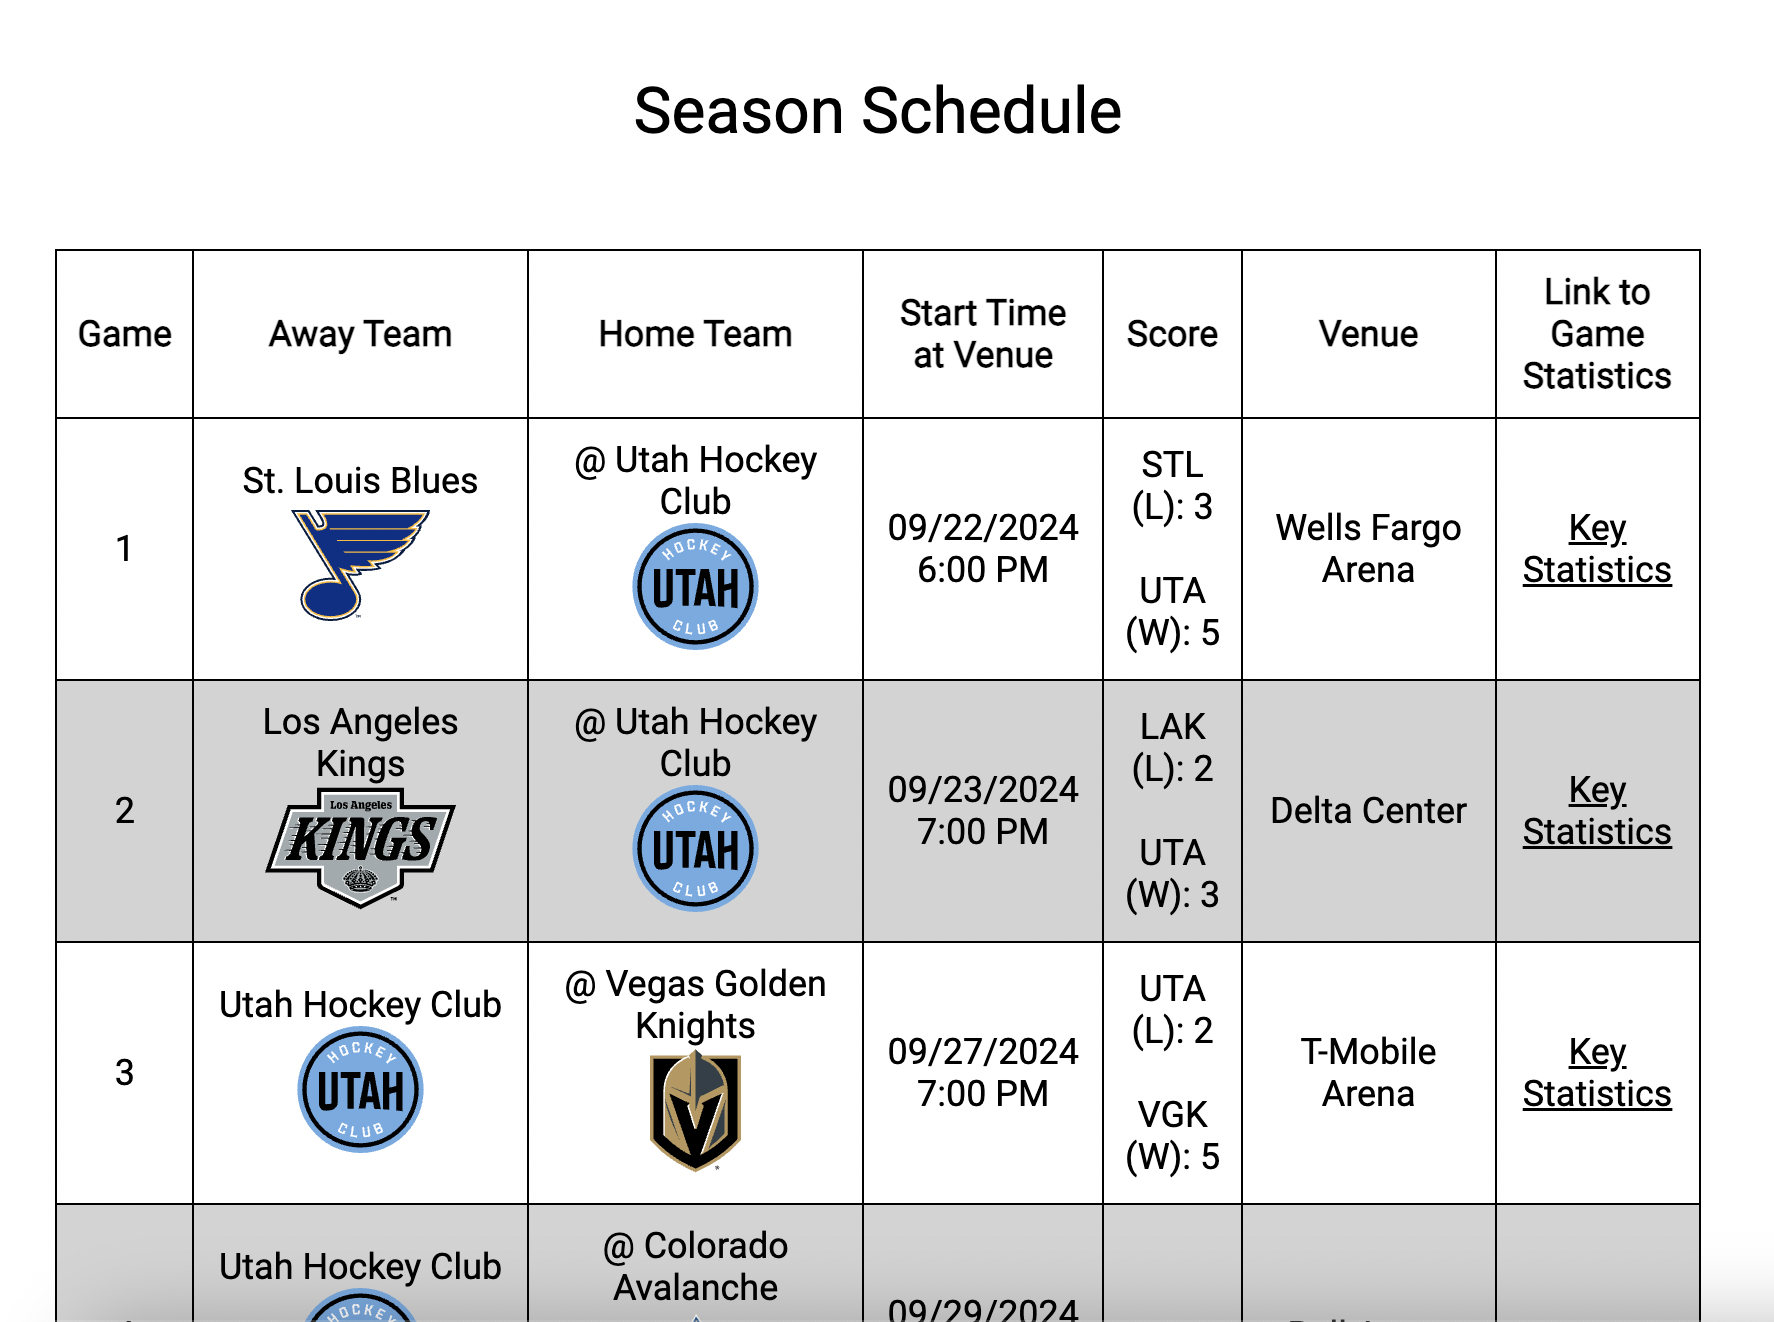 Season Schedule
Game
Away Team
Home Team
Start Time
at Venue
Score
Venue
Link to
Game
Statistics
1
St. Louis Blues
@ Utah Hockey
Club
HOCKEY
UTAH
CLUB
09/22/2024
6:00 PM
STL
(L): 3
UTA
(W): 5
Wells Fargo
Arena
Key
Statistics
2
Los Angeles
Kings
Los Angeles
KINGS
@ Utah Hockey
Club
HOCKEY
UTAH
CLUB
09/23/2024
7:00 PM
LAK
(L): 2
UTA
(W): 3
Delta Center
Key
Statistics
3
Utah Hockey Club
HOCKEY
UTAH
CLUB
@ Vegas Golden
Knights
09/27/2024
7:00 PM
UTA
(L): 2
VGK
(W): 5
T-Mobile
Arena
Key
Statistics
Utah Hockey Club
HOCKEY
@ Colorado
Avalanche
09/29/2024